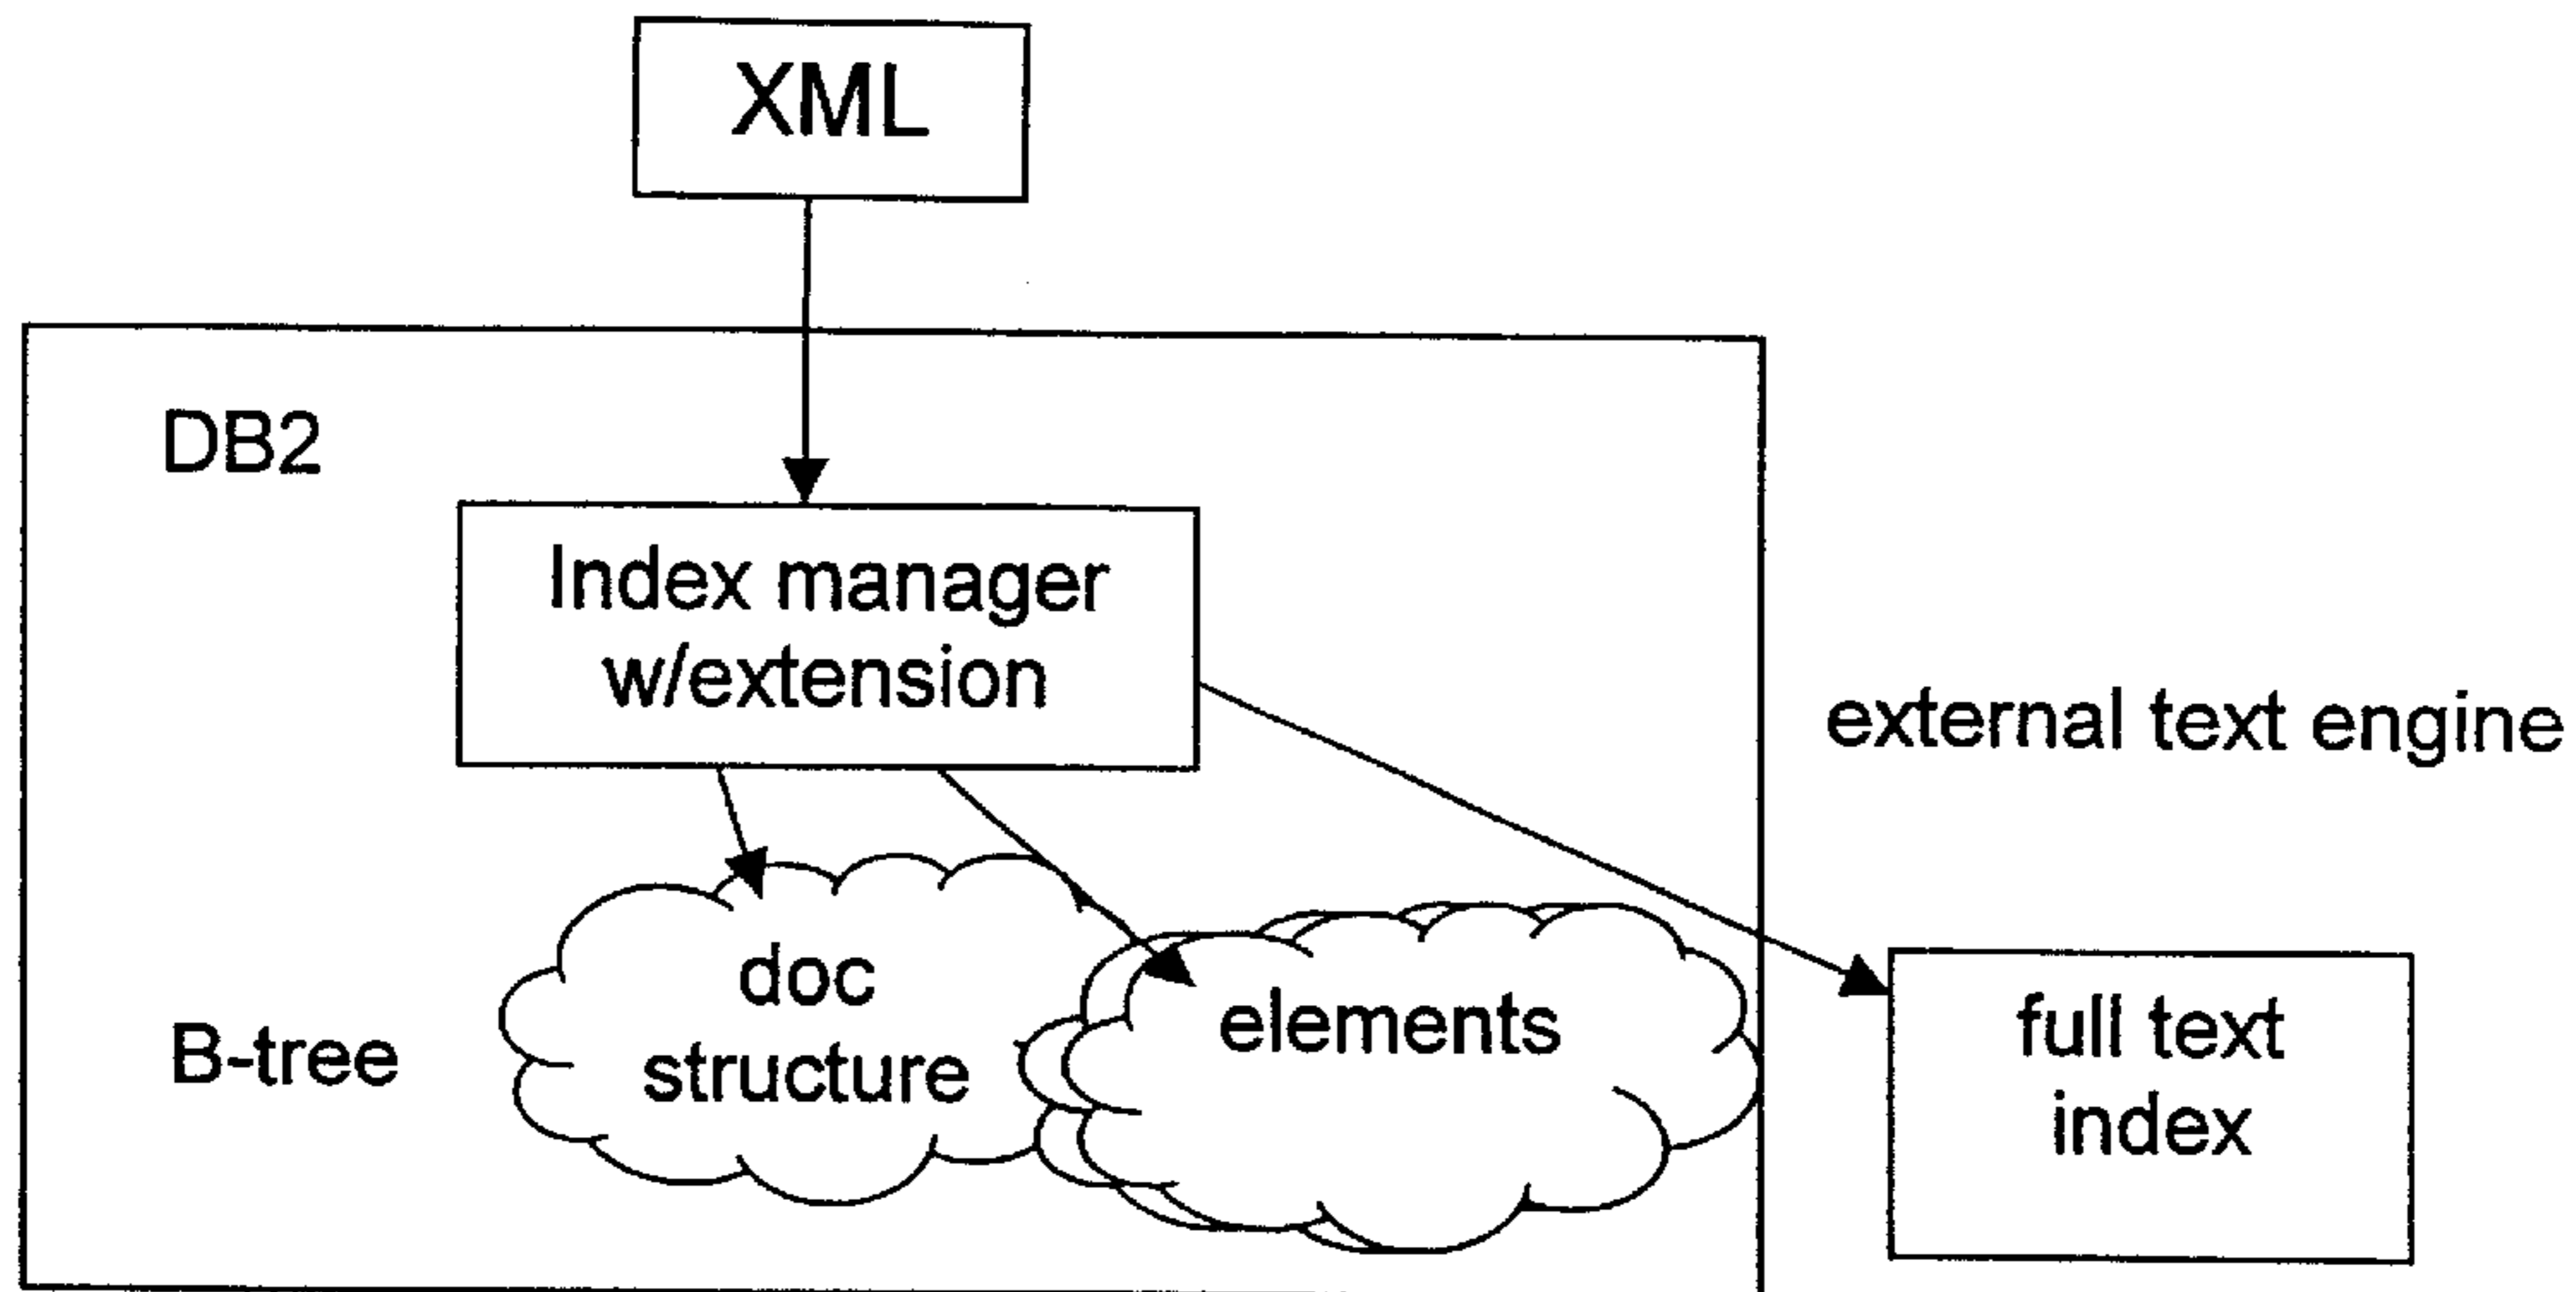 XML
DB2
Index manager
w/extension
external text engine
doc
structure
elements
B-tree
full text
index